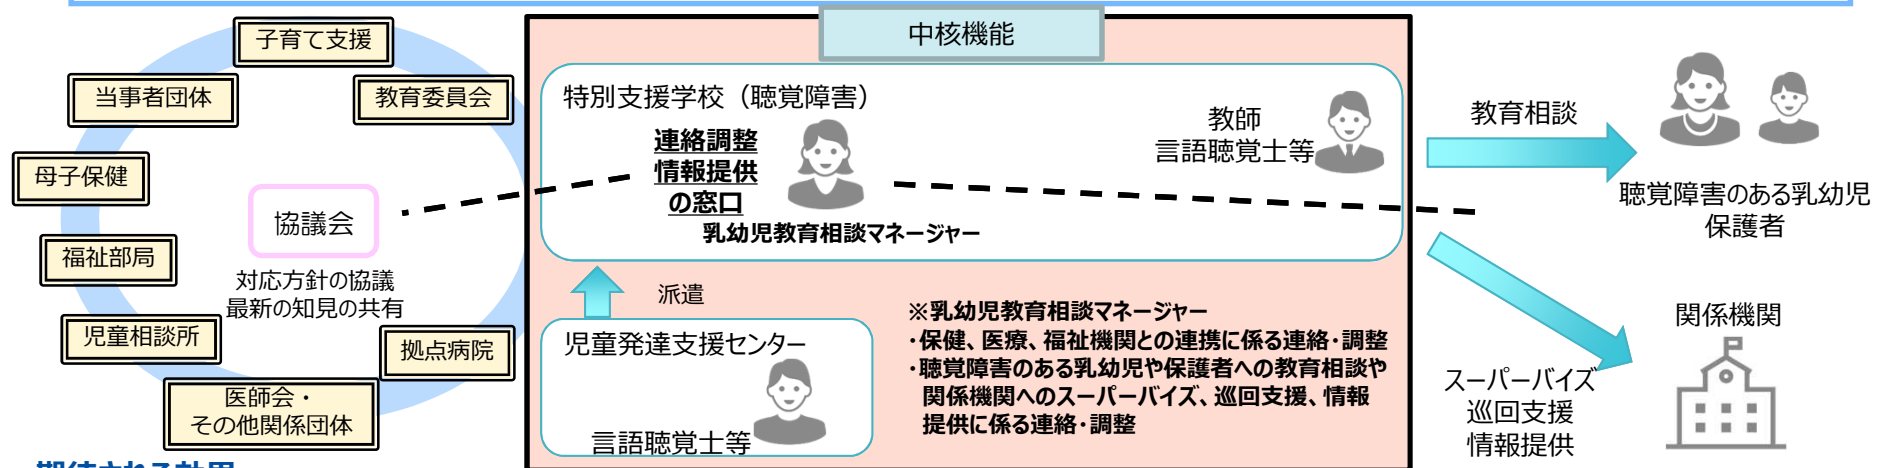 中核機能
子育て支援
当事者団体
教育委員会
母子保健
協議会
福祉部局
対応方針の協議
最新の知見の共有
児童相談所
拠点病院
医師会・
その他関係団体
特別支援学校（聴覚障害）
連絡調整
情報提供
の窓口
乳幼児教育相談マネージャー
教師
言語聴覚士等
派遣
児童発達支援センター
言語聴覚士等
※乳幼児教育相談マネージャー
・保健、医療、福祉機関との連携に係る連絡・調整
・聴覚障害のある乳幼児や保護者への教育相談や
関係機関へのスーパーバイズ、巡回支援、情報
提供に係る連絡・調整
教育相談
聴覚障害のある乳幼児
保護者
関係機関
スーパーバイズ
巡回支援
情報提供
期待される効果